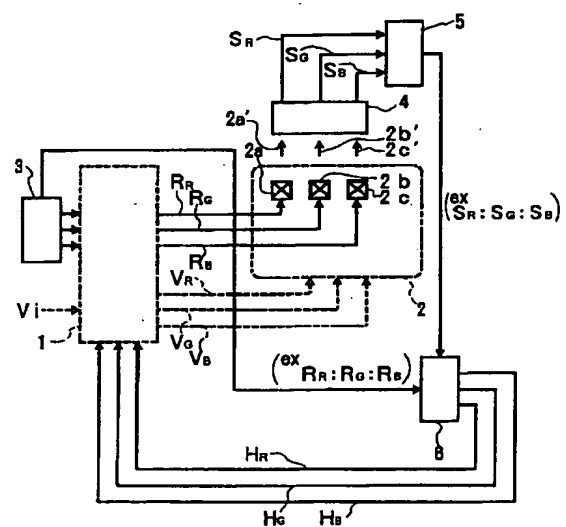 SR
SG
SB
5
4
2a'
2b'
2c'
2a
2b
2c
3
RR
RG
RB
(ex SR:SG:SB)
VR
2
Vi
1
VG
VB
(ex RR:RG:RB)
6
HR
HG
HB